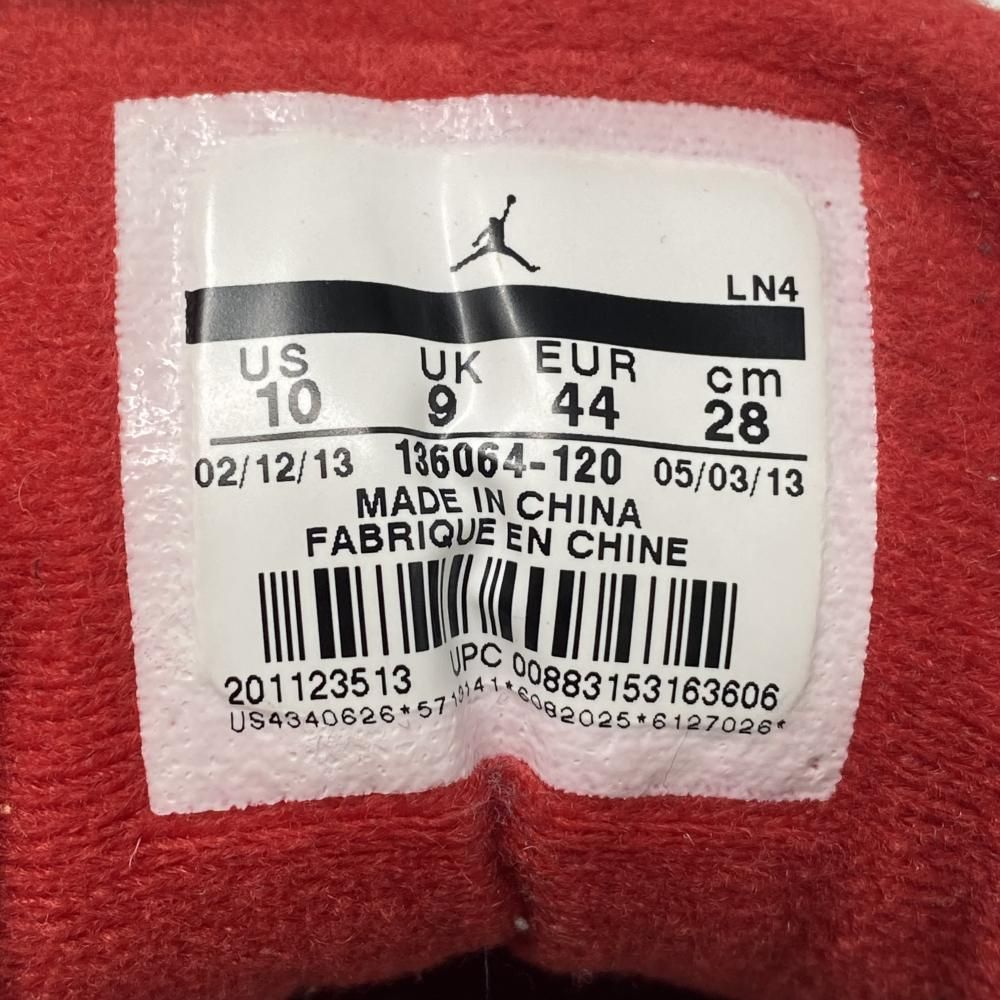 LN4
US UK EUR cm
10 9 44 28
02/12/13 136064-120 05/03/13
MADE IN CHINA
FABRIQUE EN CHINE
201123513 UPC 00883153163606
US4340626*5719141*6082025*6127026*